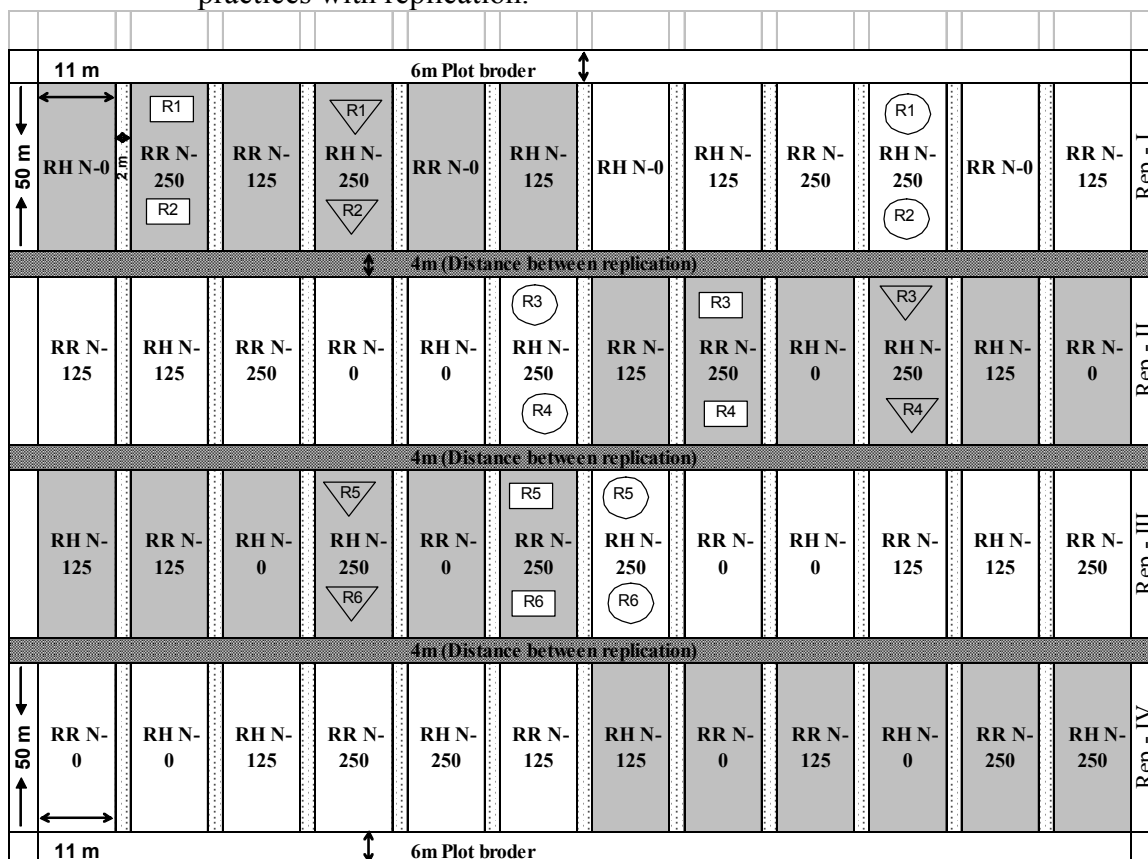 practices with replication.
11 m
6m Plot broder
50 m
2 m
R1
R1
R1
RH N-0
RR N-
250
RR N-
125
RH N-
250
RR N-0
RH N-
125
RH N-0
RH N-
125
RR N-
250
RH N-
250
RR N-0
RR N-
125
R2
R2
R2
Rep - I
4m (Distance between replication)
R3
R3
R3
RR N-
125
RH N-
125
RR N-
250
RR N-
0
RH N-
0
RH N-
250
RR N-
125
RR N-
250
RH N-
0
RH N-
250
RH N-
125
RR N-
0
R4
R4
R4
Rep - II
4m (Distance between replication)
R5
R5
R5
RH N-
125
RR N-
125
RH N-
0
RH N-
250
RR N-
0
RR N-
250
RH N-
250
RR N-
0
RH N-
0
RR N-
125
RH N-
125
RR N-
250
R6
R6
R6
Rep - III
4m (Distance between replication)
50 m
RR N-
0
RH N-
0
RH N-
125
RR N-
250
RH N-
250
RR N-
125
RH N-
125
RR N-
0
RR N-
125
RH N-
0
RR N-
250
RH N-
250
Rep - IV
11 m
6m Plot broder